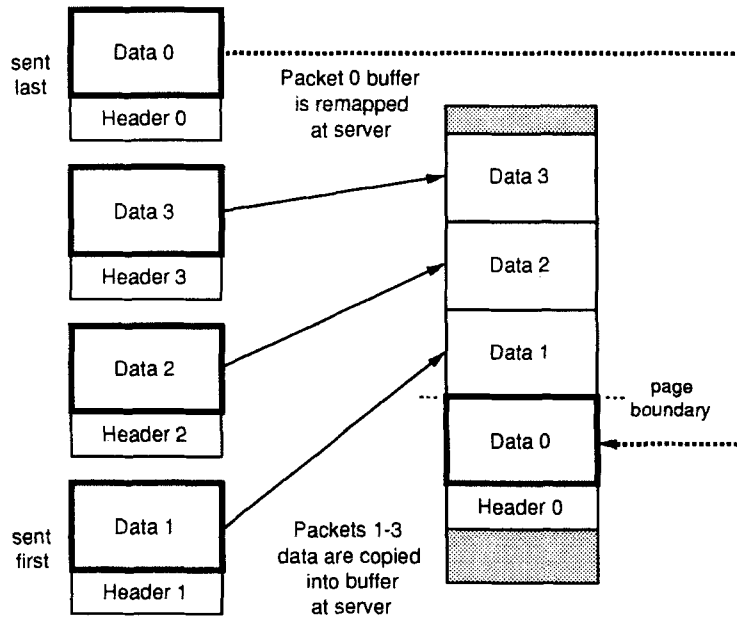 sent
last
Data 0
Header 0
Packet 0 buffer
is remapped
at server
Data 3
Header 3
Data 2
Header 2
sent
first
Data 1
Header 1
Packets 1-3
data are copied
into buffer
at server
Data 3
Data 2
Data 1
page
boundary
Data 0
Header 0